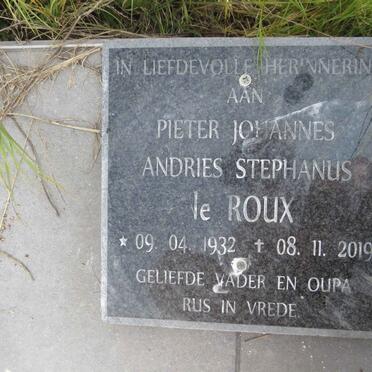 IN LIEFDEVOLLE HERINNERIN
AAN
PIETER JOHANNES
ANDRIES STEPHANUS
le ROUX
* 09. 04. 1932 † 08. 11. 2019
GELIEFDE VADER EN OUPA
RUS IN VREDE